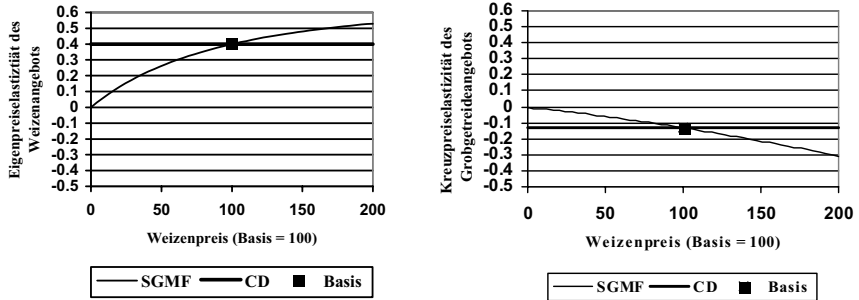 Eigenpreiselastiztiät des
Weizenangebots
0.6
0.5
0.4
0.3
0.2
0.1
0
-0.1
-0.2
-0.3
-0.4
-0.5
0 50 100 150 200
Weizenpreis (Basis = 100)
SGMF CD Basis
Kreuzpreiselastizität des
Grobgetreideangebots
0.6
0.5
0.4
0.3
0.2
0.1
0
-0.1
-0.2
-0.3
-0.4
-0.5
0 50 100 150 200
Weizenpreis (Basis = 100)
SGMF CD Basis